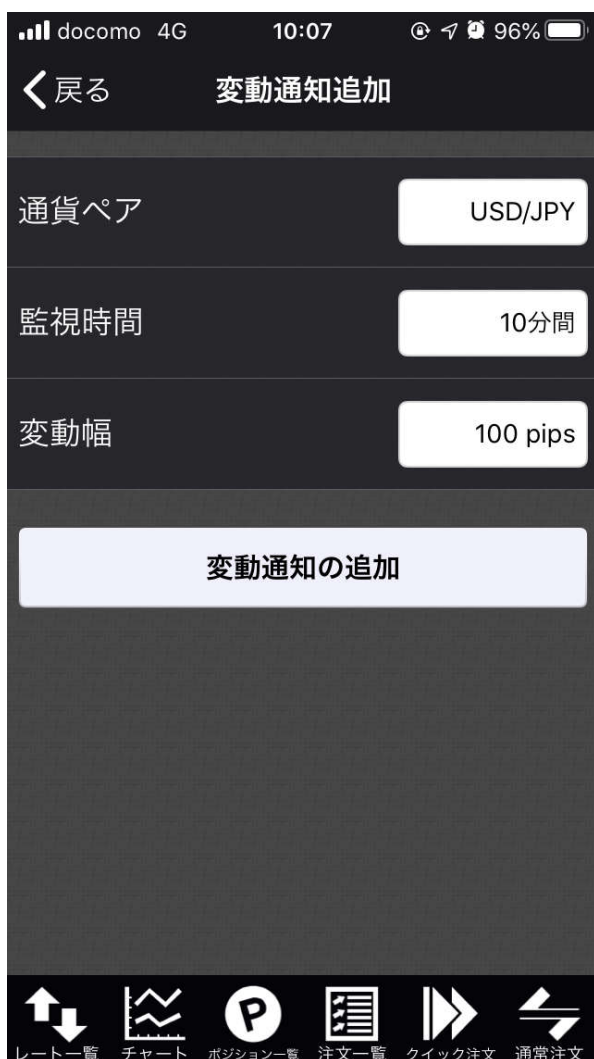 docomo 4G 10:07 96%
戻る 変動通知追加
通貨ペア USD/JPY
監視時間 10分間
変動幅 100 pips
変動通知の追加
P
レート一覧 チャート ポジション一覧 注文一覧 クイック注文 通常注文